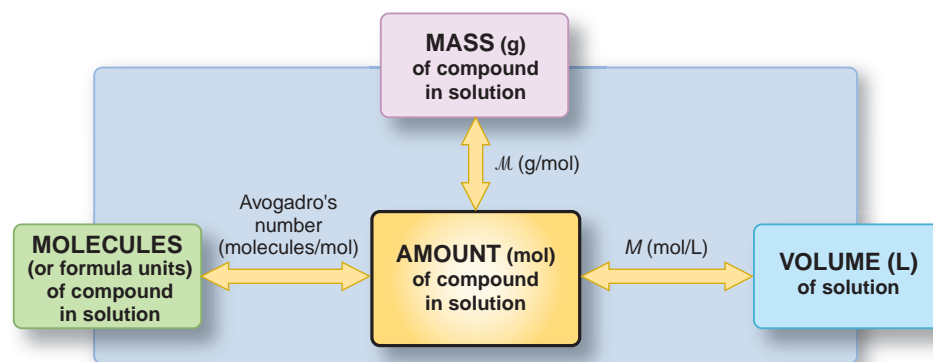 MASS (g)
of compound
in solution
ℳ (g/mol)
Avogadro's
number
(molecules/mol)
MOLECULES
(or formula units)
of compound
in solution
AMOUNT (mol)
of compound
in solution
M (mol/L)
VOLUME (L)
of solution